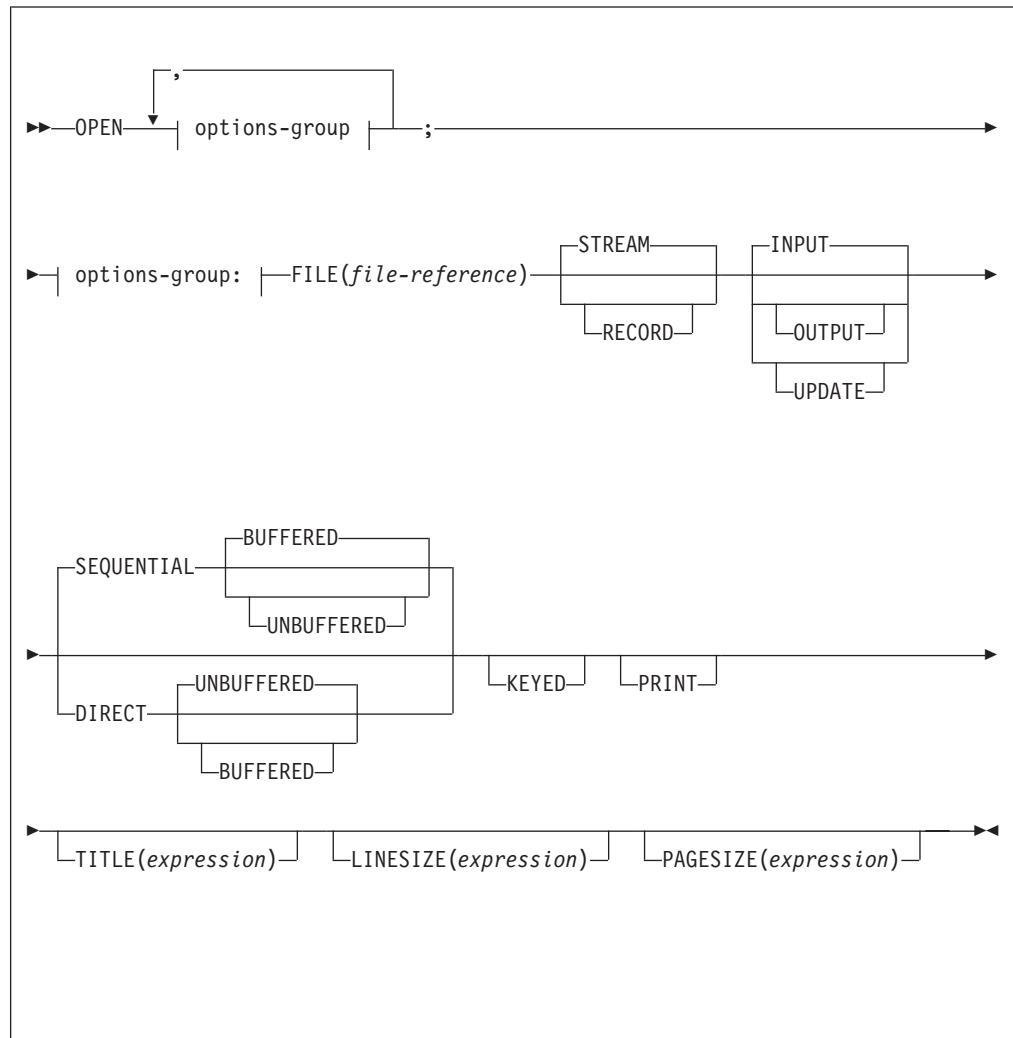 ,
OPEN options-group ;
STREAM INPUT
options-group: FILE(file-reference)
RECORD OUTPUT
UPDATE
BUFFERED
SEQUENTIAL
UNBUFFERED
UNBUFFERED KEYED PRINT
DIRECT
BUFFERED
TITLE(expression) LINESIZE(expression) PAGESIZE(expression)